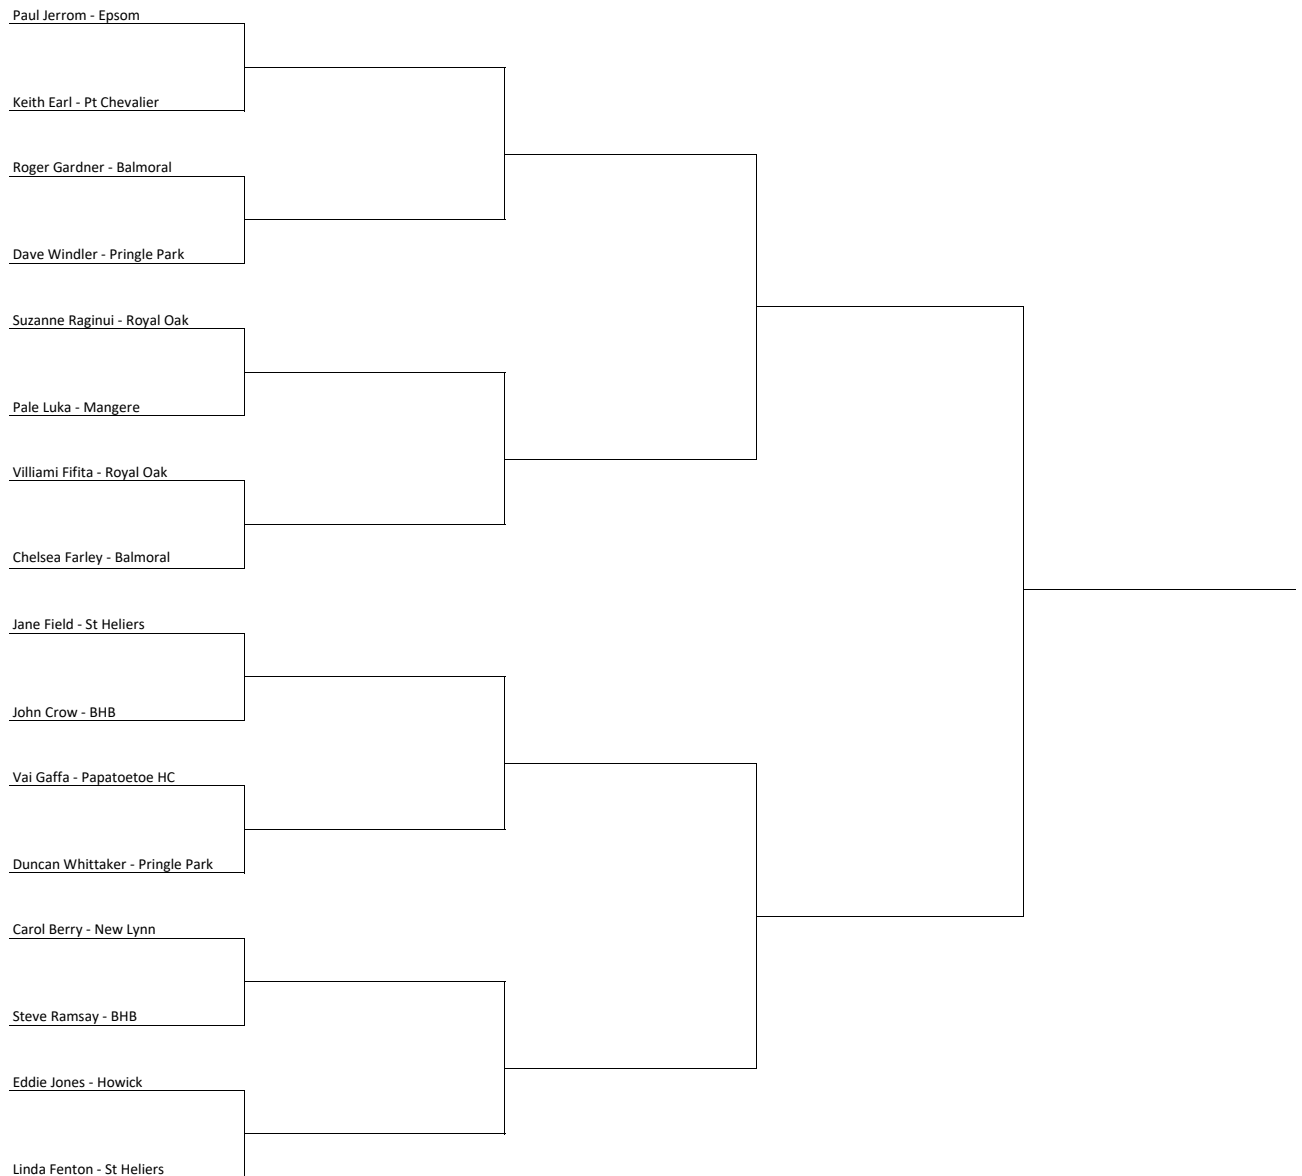 Paul Jerrom - Epsom
Keith Earl - Pt Chevalier
Roger Gardner - Balmoral
Dave Windler - Pringle Park
Suzanne Raginui - Royal Oak
Pale Luka - Mangere
Villiami Fifita - Royal Oak
Chelsea Farley - Balmoral
Jane Field - St Heliers
John Crow - BHB
Vai Gaffa - Papatoetoe HC
Duncan Whittaker - Pringle Park
Carol Berry - New Lynn
Steve Ramsay - BHB
Eddie Jones - Howick
Linda Fenton - St Heliers